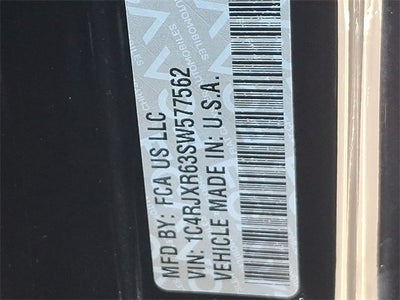 MFD BY: FCA US LLC
VIN: 1C4RJXR63SW577562
VEHICLE MADE IN: U.S.A.